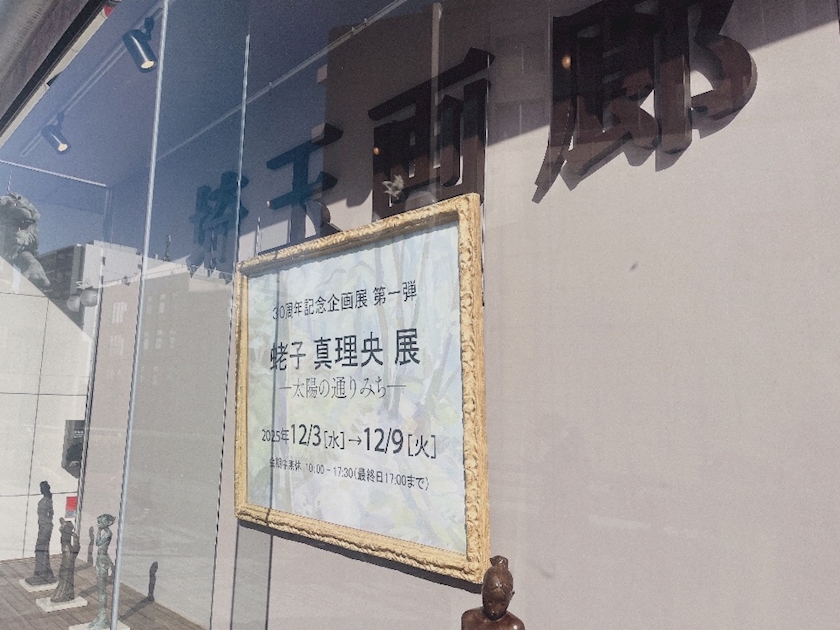 埼玉画廊
30周年記念企画展 第一弾
蛯子 真理央 展
―太陽の通りみち―
2025年12/3[水]→12/9[火]
会期中無休 10:00-17:30(最終日17:00まで)